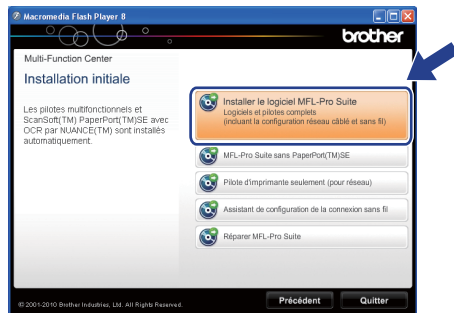 Macromedia Flash Player 8
brother
Multi-Function Center
Installation initiale
Les pilotes multifonctionnels et
ScanSoft(TM) PaperPort(TM)SE avec
OCR par NUANCE(TM) sont installés
automatiquement.
Installer le logiciel MFL-Pro Suite
Logiciels et pilotes complets
(incluant la configuration réseau câblé et sans fil)
MFL-Pro Suite sans PaperPort(TM)SE
Pilote d'imprimante seulement (pour réseau)
Assistant de configuration de la connexion sans fil
Réparer MFL-Pro Suite
© 2001-2010 Brother Industries, Ltd. All Rights Reserved.
Précédent
Quitter